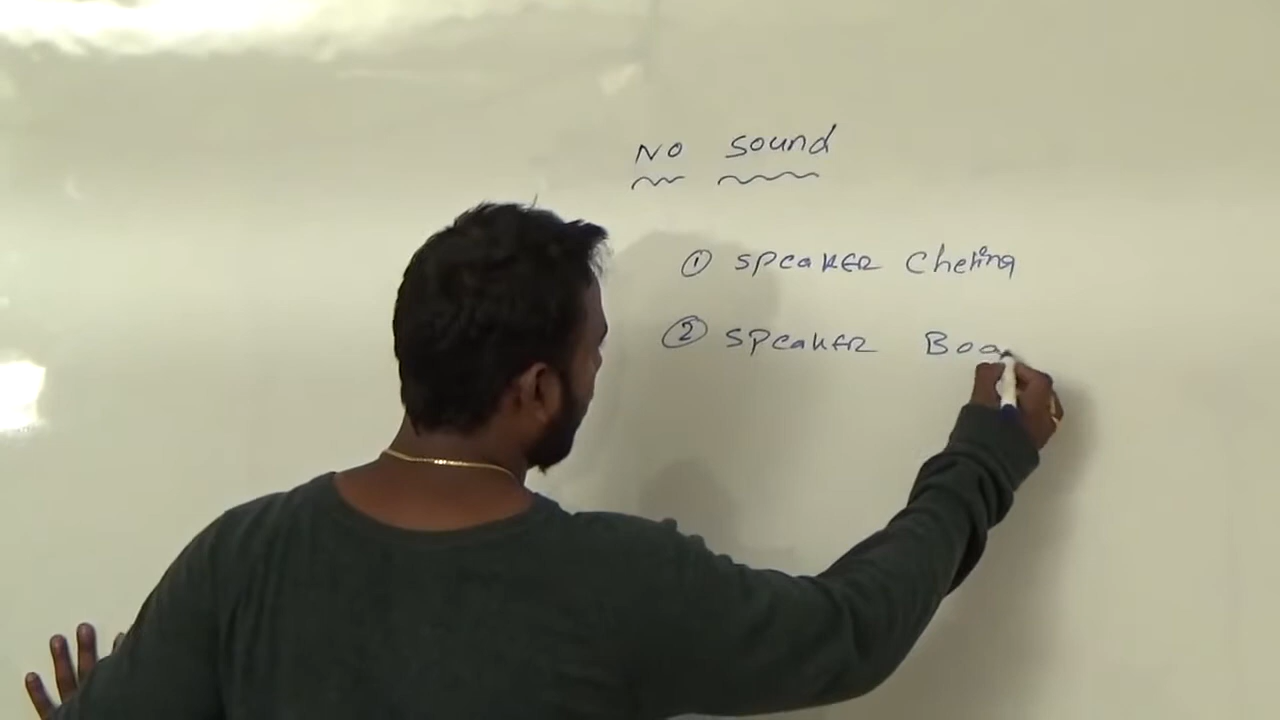 No Sound
① Speaker Cheking
② Speaker Boa